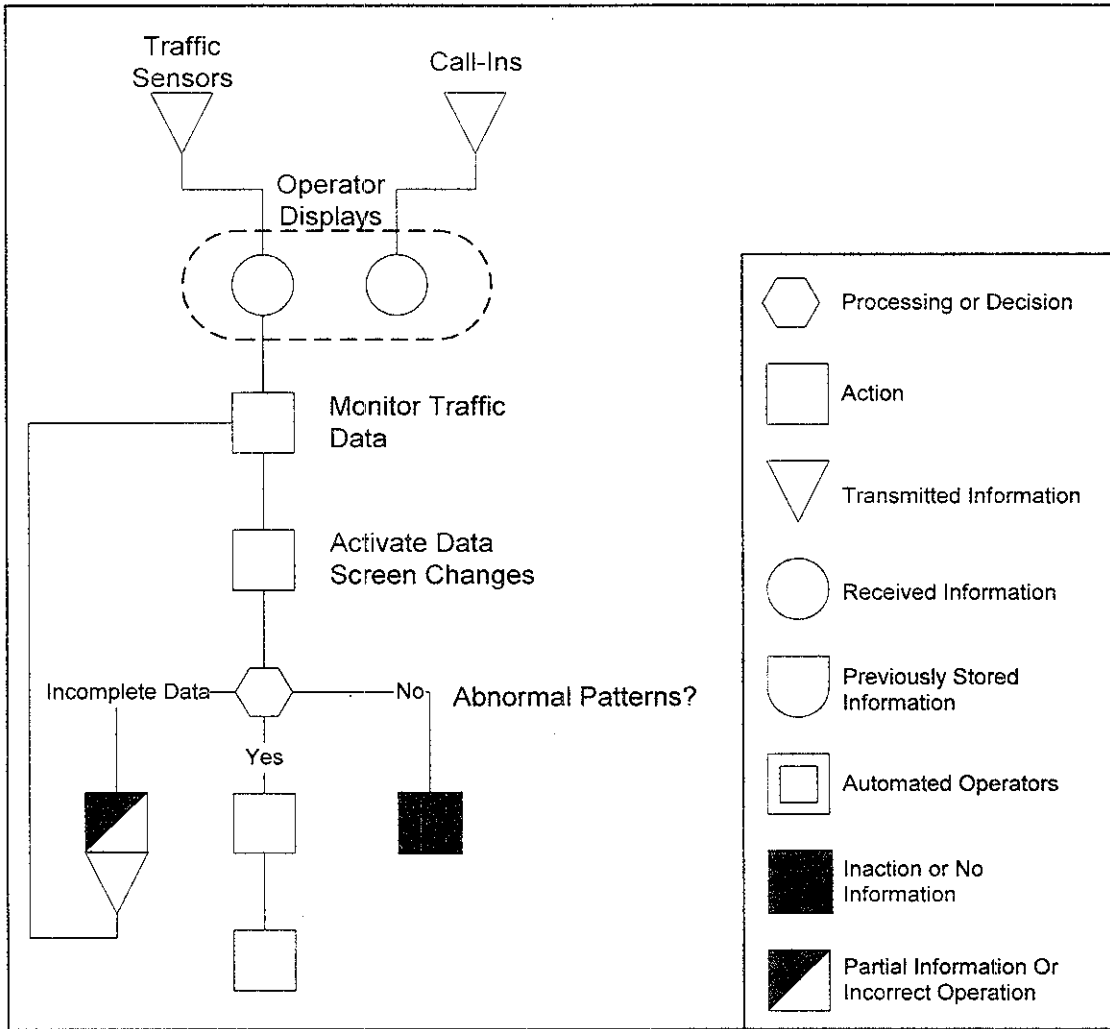 Traffic
Sensors
Call-Ins
Operator
Displays
Monitor Traffic
Data
Activate Data
Screen Changes
Incomplete Data
No
Abnormal Patterns?
Yes
Processing or Decision
Action
Transmitted Information
Received Information
Previously Stored
Information
Automated Operators
Inaction or No
Information
Partial Information Or
Incorrect Operation